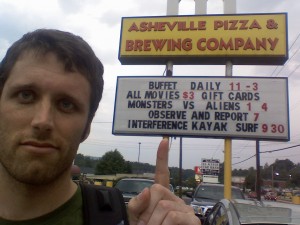 ASHEVILLE PIZZA &
BREWING COMPANY
BUFFET DAILY 11-3
ALL MOVIES $3 GIFT CARDS
MONSTERS VS ALIENS 1 4
OBSERVE AND REPORT 7
INTERFERENCE KAYAK SURF 9 30